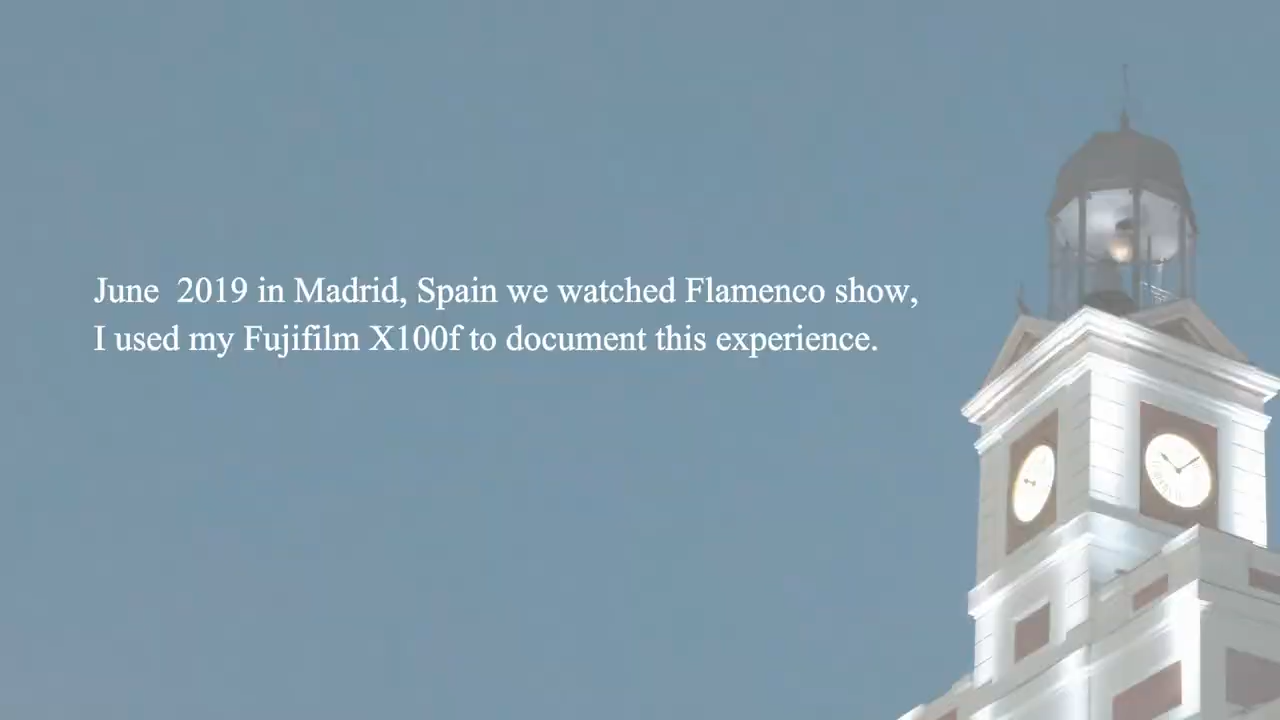 June  2019 in Madrid, Spain we watched Flamenco show,
I used my Fujifilm X100f to document this experience.